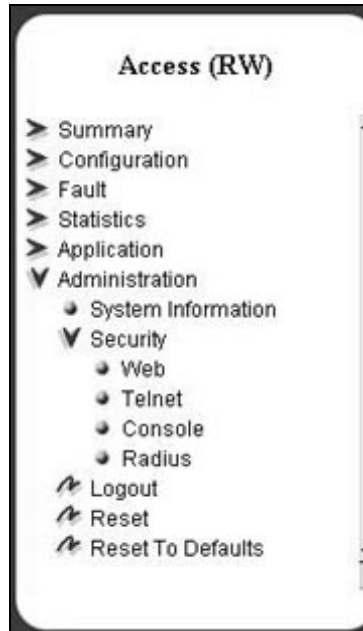 Access (RW)
Summary
Configuration
Fault
Statistics
Application
Administration
System Information
Security
Web
Telnet
Console
Radius
Logout
Reset
Reset To Defaults